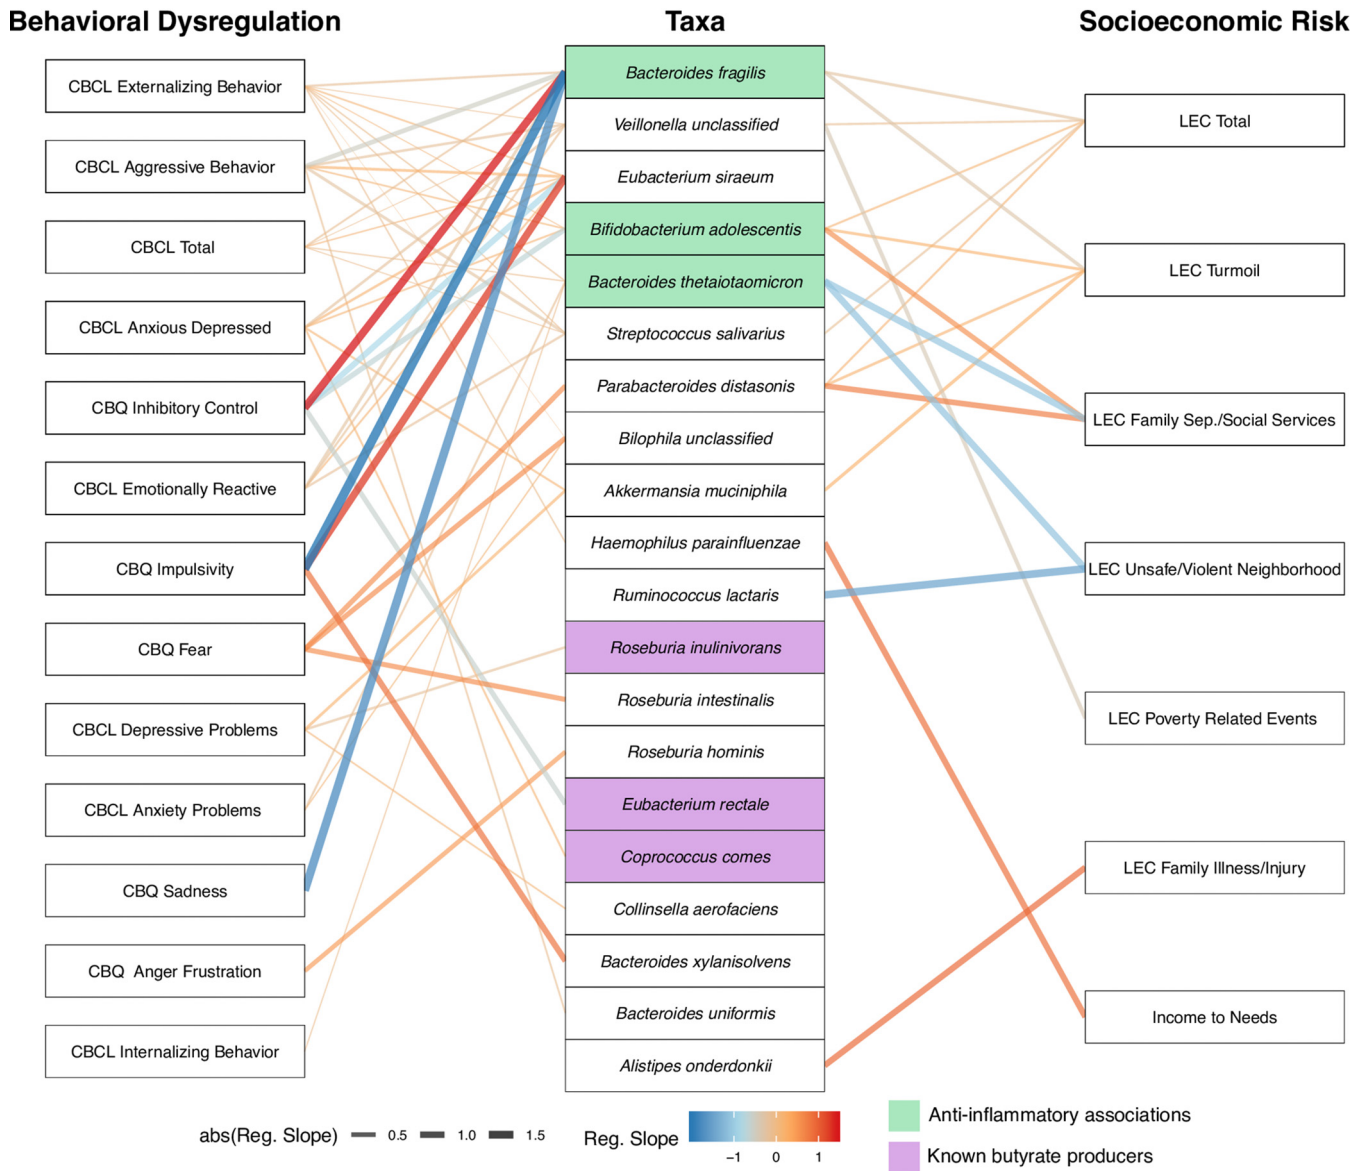 Behavioral Dysregulation
Taxa
Socioeconomic Risk
CBCL Externalizing Behavior
CBCL Aggressive Behavior
CBCL Total
CBCL Anxious Depressed
CBQ Inhibitory Control
CBCL Emotionally Reactive
CBQ Impulsivity
CBQ Fear
CBCL Depressive Problems
CBCL Anxiety Problems
CBQ Sadness
CBQ Anger Frustration
CBCL Internalizing Behavior
Bacteroides fragilis
Veillonella unclassified
Eubacterium siraeum
Bifidobacterium adolescentis
Bacteroides thetaiotaomicron
Streptococcus salivarius
Parabacteroides distasonis
Bilophila unclassified
Akkermansia muciniphila
Haemophilus parainfluenzae
Ruminococcus lactaris
Roseburia inulinivorans
Roseburia intestinalis
Roseburia hominis
Eubacterium rectale
Coprococcus comes
Collinsella aerofaciens
Bacteroides xylanisolvens
Bacteroides uniformis
Alistipes onderdonkii
LEC Total
LEC Turmoil
LEC Family Sep./Social Services
LEC Unsafe/Violent Neighborhood
LEC Poverty Related Events
LEC Family Illness/Injury
Income to Needs
abs(Reg. Slope) 0.5 1.0 1.5
Reg. Slope
−1 0 1
Anti-inflammatory associations
Known butyrate producers